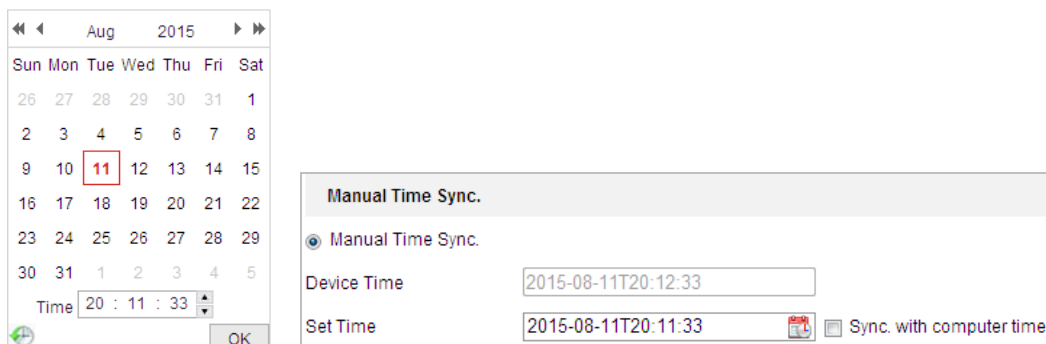 Aug 2015
Sun Mon Tue Wed Thu Fri Sat
26 27 28 29 30 31 1
2 3 4 5 6 7 8
9 10 11 12 13 14 15
16 17 18 19 20 21 22
23 24 25 26 27 28 29
30 31 1 2 3 4 5
Time 20 : 11 : 33
OK
Manual Time Sync.
Manual Time Sync.
Device Time 2015-08-11T20:12:33
Set Time 2015-08-11T20:11:33 Sync. with computer time